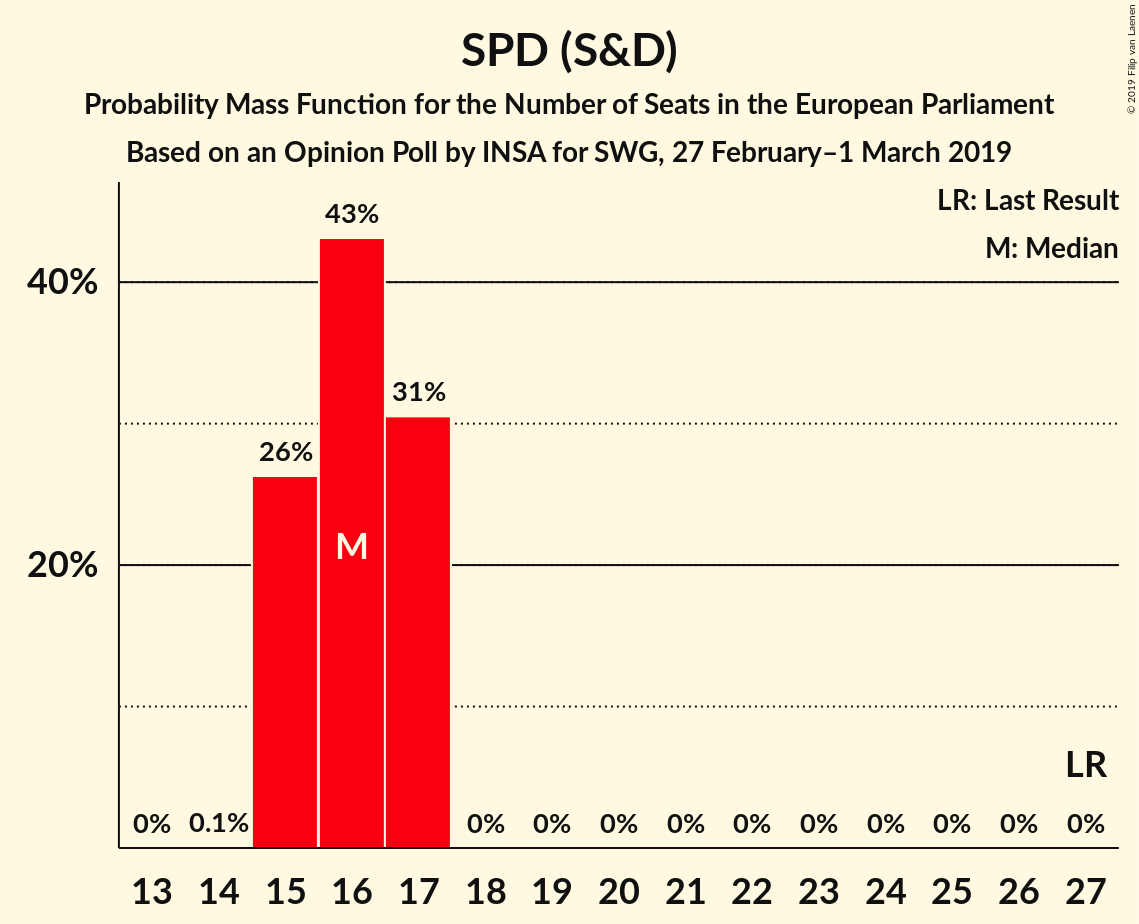 SPD (S&D)
Probability Mass Function for the Number of Seats in the European Parliament
Based on an Opinion Poll by INSA for SWG, 27 February–1 March 2019
© 2019 Filip van Laenen
LR: Last Result
M: Median
43%
40%
31%
26%
M
20%
LR
0% 0.1% 0% 0% 0% 0% 0% 0% 0% 0% 0% 0%
13 14 15 16 17 18 19 20 21 22 23 24 25 26 27